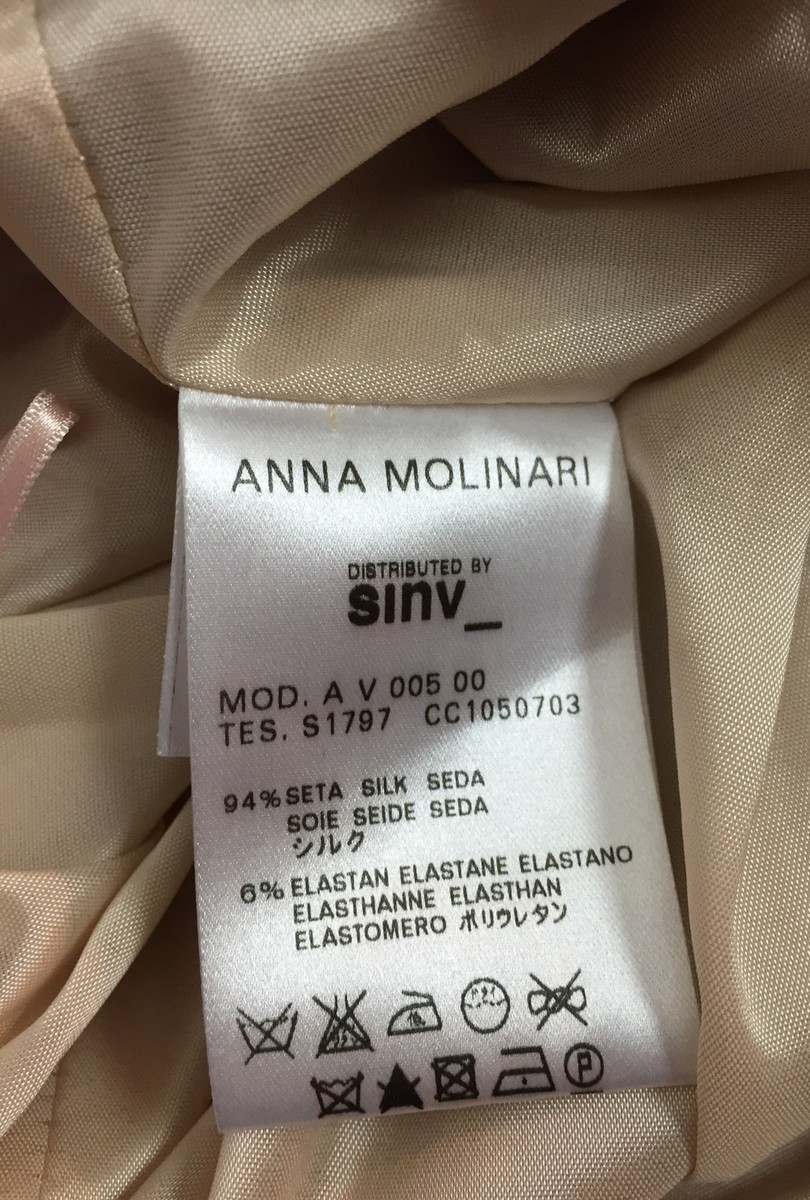 ANNA MOLINARI
DISTRIBUTED BY
sınv_
MOD. A V 005 00
TES. S1797 CC1050703
94% SETA SILK SEDA
SOIE SEIDE SEDA
シルク
6% ELASTAN ELASTANE ELASTANO
ELASTHANNE ELASTHAN
ELASTOMERO ポリウレタン
P